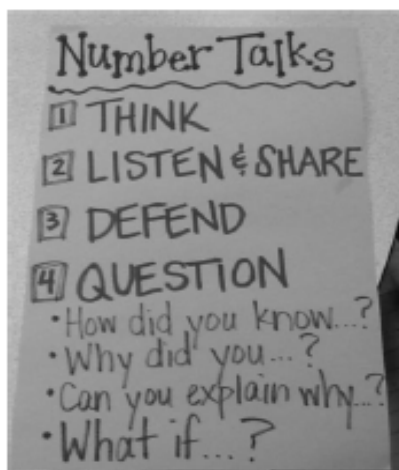 Number Talks
1 THINK
2 LISTEN & SHARE
3 DEFEND
4 QUESTION
• How did you know...?
• Why did you...?
• Can you explain why...?
• What if...?